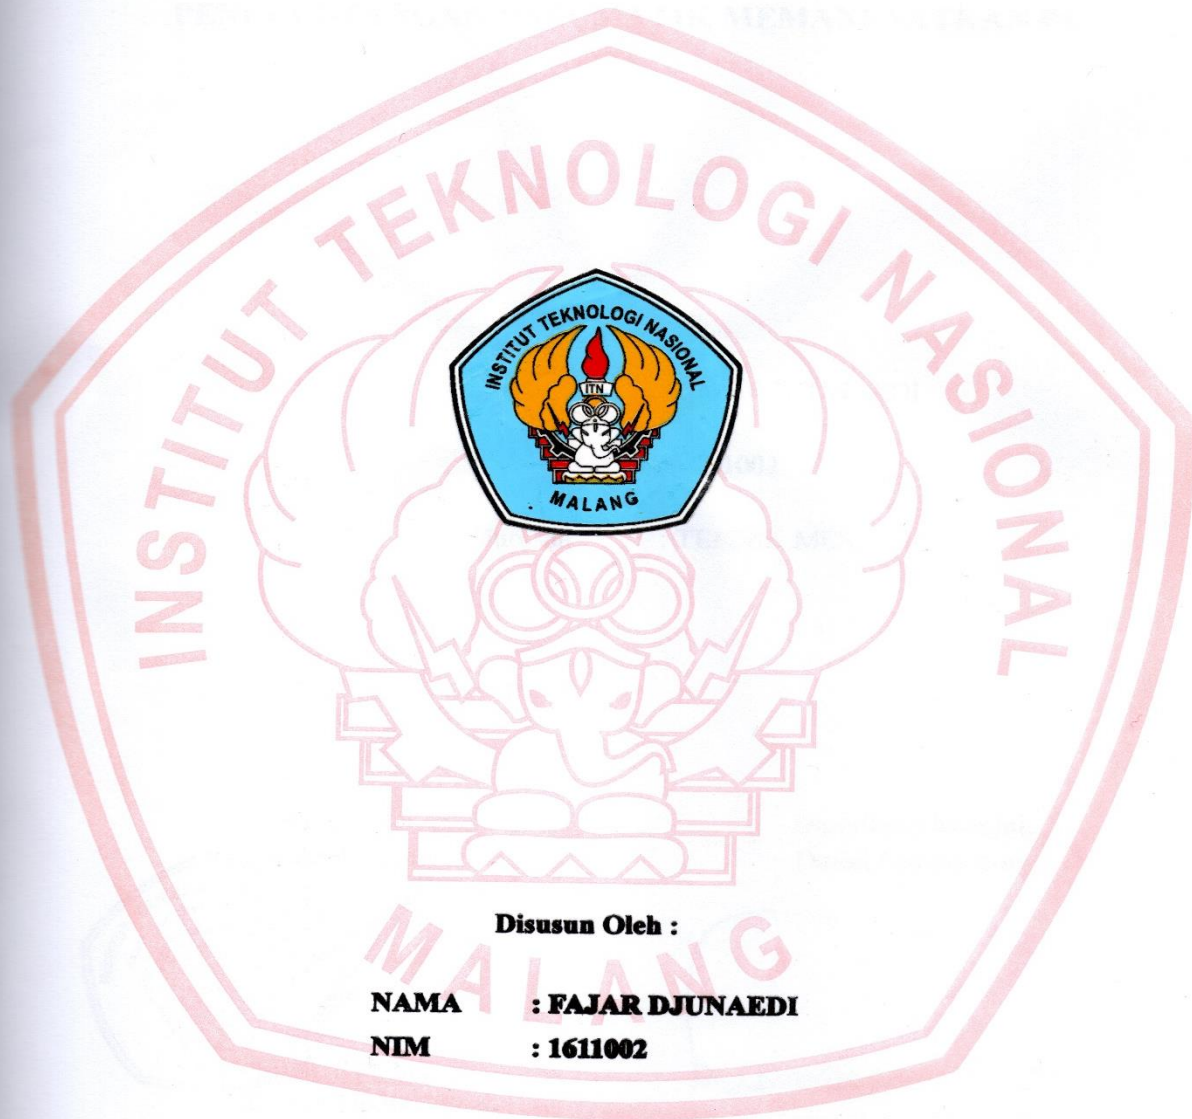 INSTITUT TEKNOLOGI NASIONAL
MALANG
INSTITUT TEKNOLOGI NASIONAL
ITN
MALANG
Disusun Oleh :
NAMA : FAJAR DJUNAEDI
NIM : 1611002